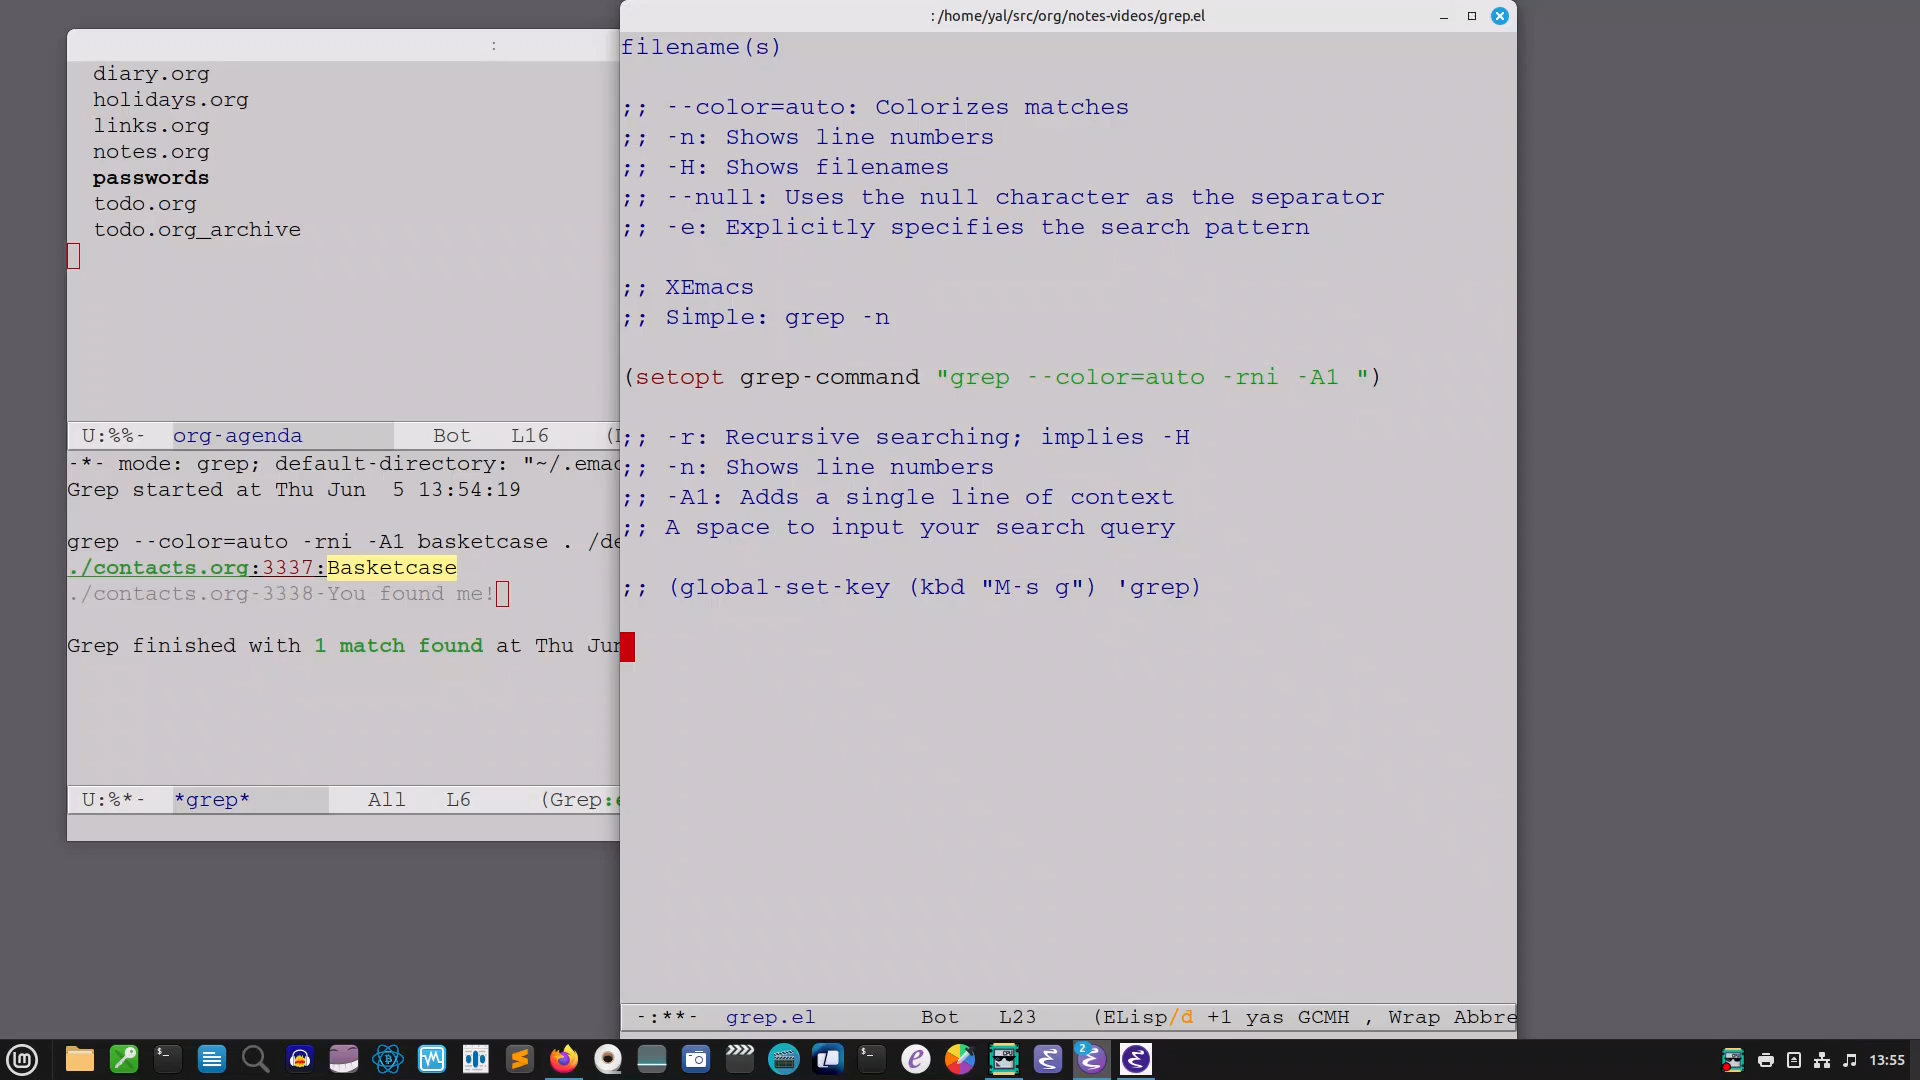 :
diary.org
holidays.org
links.org
notes.org
passwords
todo.org
todo.org_archive
U:%%- org-agenda Bot L16
-*- mode: grep; default-directory: "~/.emac
Grep started at Thu Jun 5 13:54:19
grep --color=auto -rni -A1 basketcase . /de
./contacts.org:3337:Basketcase
./contacts.org-3338-You found me!
Grep finished with 1 match found at Thu Jun
U:%*- *grep* All L6 (Grep:e
:/home/yal/src/org/notes-videos/grep.el
filename(s)
;; --color=auto: Colorizes matches
;; -n: Shows line numbers
;; -H: Shows filenames
;; --null: Uses the null character as the separator
;; -e: Explicitly specifies the search pattern
;; XEmacs
;; Simple: grep -n
(setopt grep-command "grep --color=auto -rni -A1 ")
;; -r: Recursive searching; implies -H
;; -n: Shows line numbers
;; -A1: Adds a single line of context
;; A space to input your search query
;; (global-set-key (kbd "M-s g") 'grep)
-:**- grep.el Bot L23 (ELisp/d +1 yas GCMH , Wrap Abbre
2
13:55